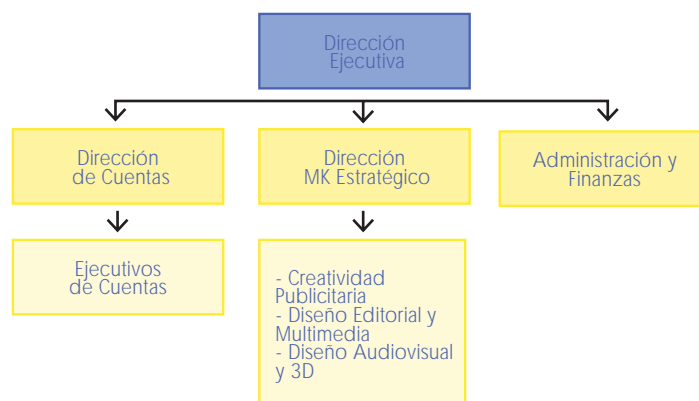 Dirección
Ejecutiva
Dirección
de Cuentas
Dirección
MK Estratégico
Administración y
Finanzas
Ejecutivos
de Cuentas
- Creatividad
Publicitaria
- Diseño Editorial y
Multimedia
- Diseño Audiovisual
y 3D